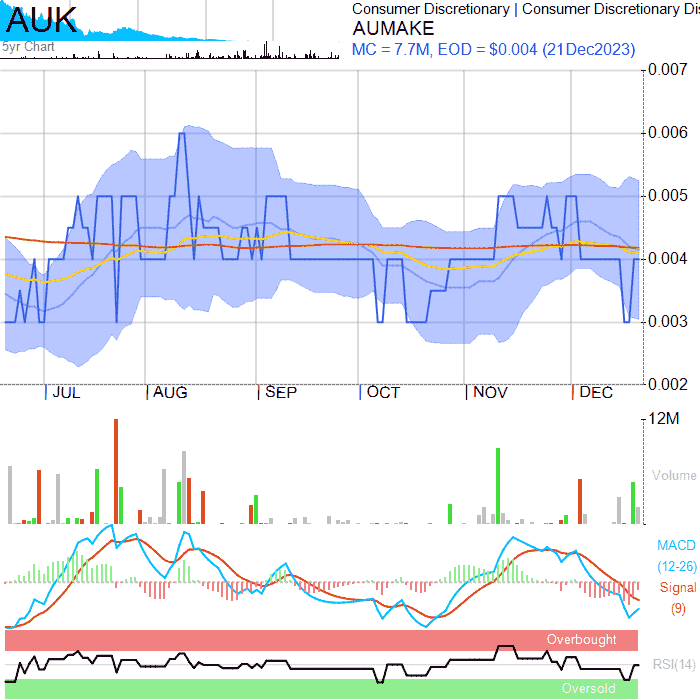 AUK
5yr Chart
Consumer Discretionary | Consumer Discretionary Dis
AUMAKE
MC = 7.7M, EOD = $0.004 (21Dec2023)
0.007
0.006
0.005
0.004
0.003
0.002
JUL AUG SEP OCT NOV DEC
12M
Volume
MACD
(12-26)
Signal
(9)
Overbought
RSI(14)
Oversold